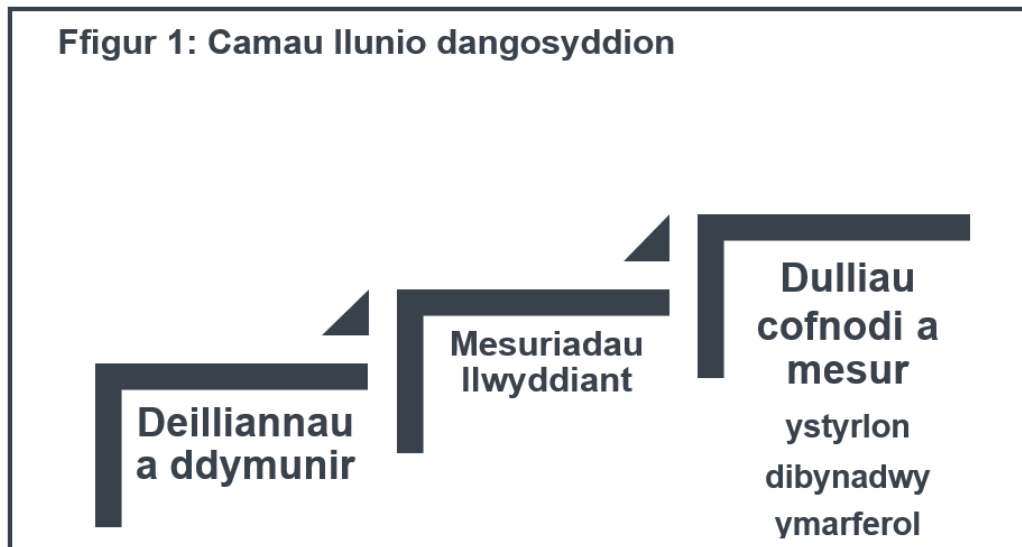 Ffigur 1: Camau llunio dangosyddion
Deilliannau
a ddymunir
Mesuriadau
llwyddiant
Dulliau
cofnodi a
mesur
ystyrlon
dibynadwy
ymarferol